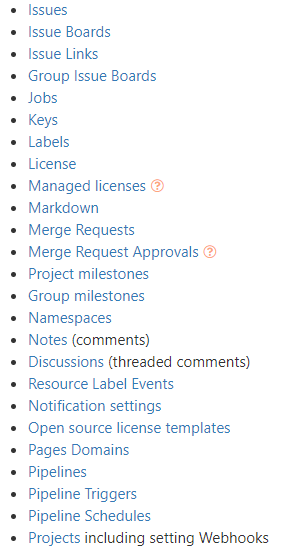 Issues
Issue Boards
Issue Links
Group Issue Boards
Jobs
Keys
Labels
License
Managed licenses
Markdown
Merge Requests
Merge Request Approvals
Project milestones
Group milestones
Namespaces
Notes (comments)
Discussions (threaded comments)
Resource Label Events
Notification settings
Open source license templates
Pages Domains
Pipelines
Pipeline Triggers
Pipeline Schedules
Projects including setting Webhooks